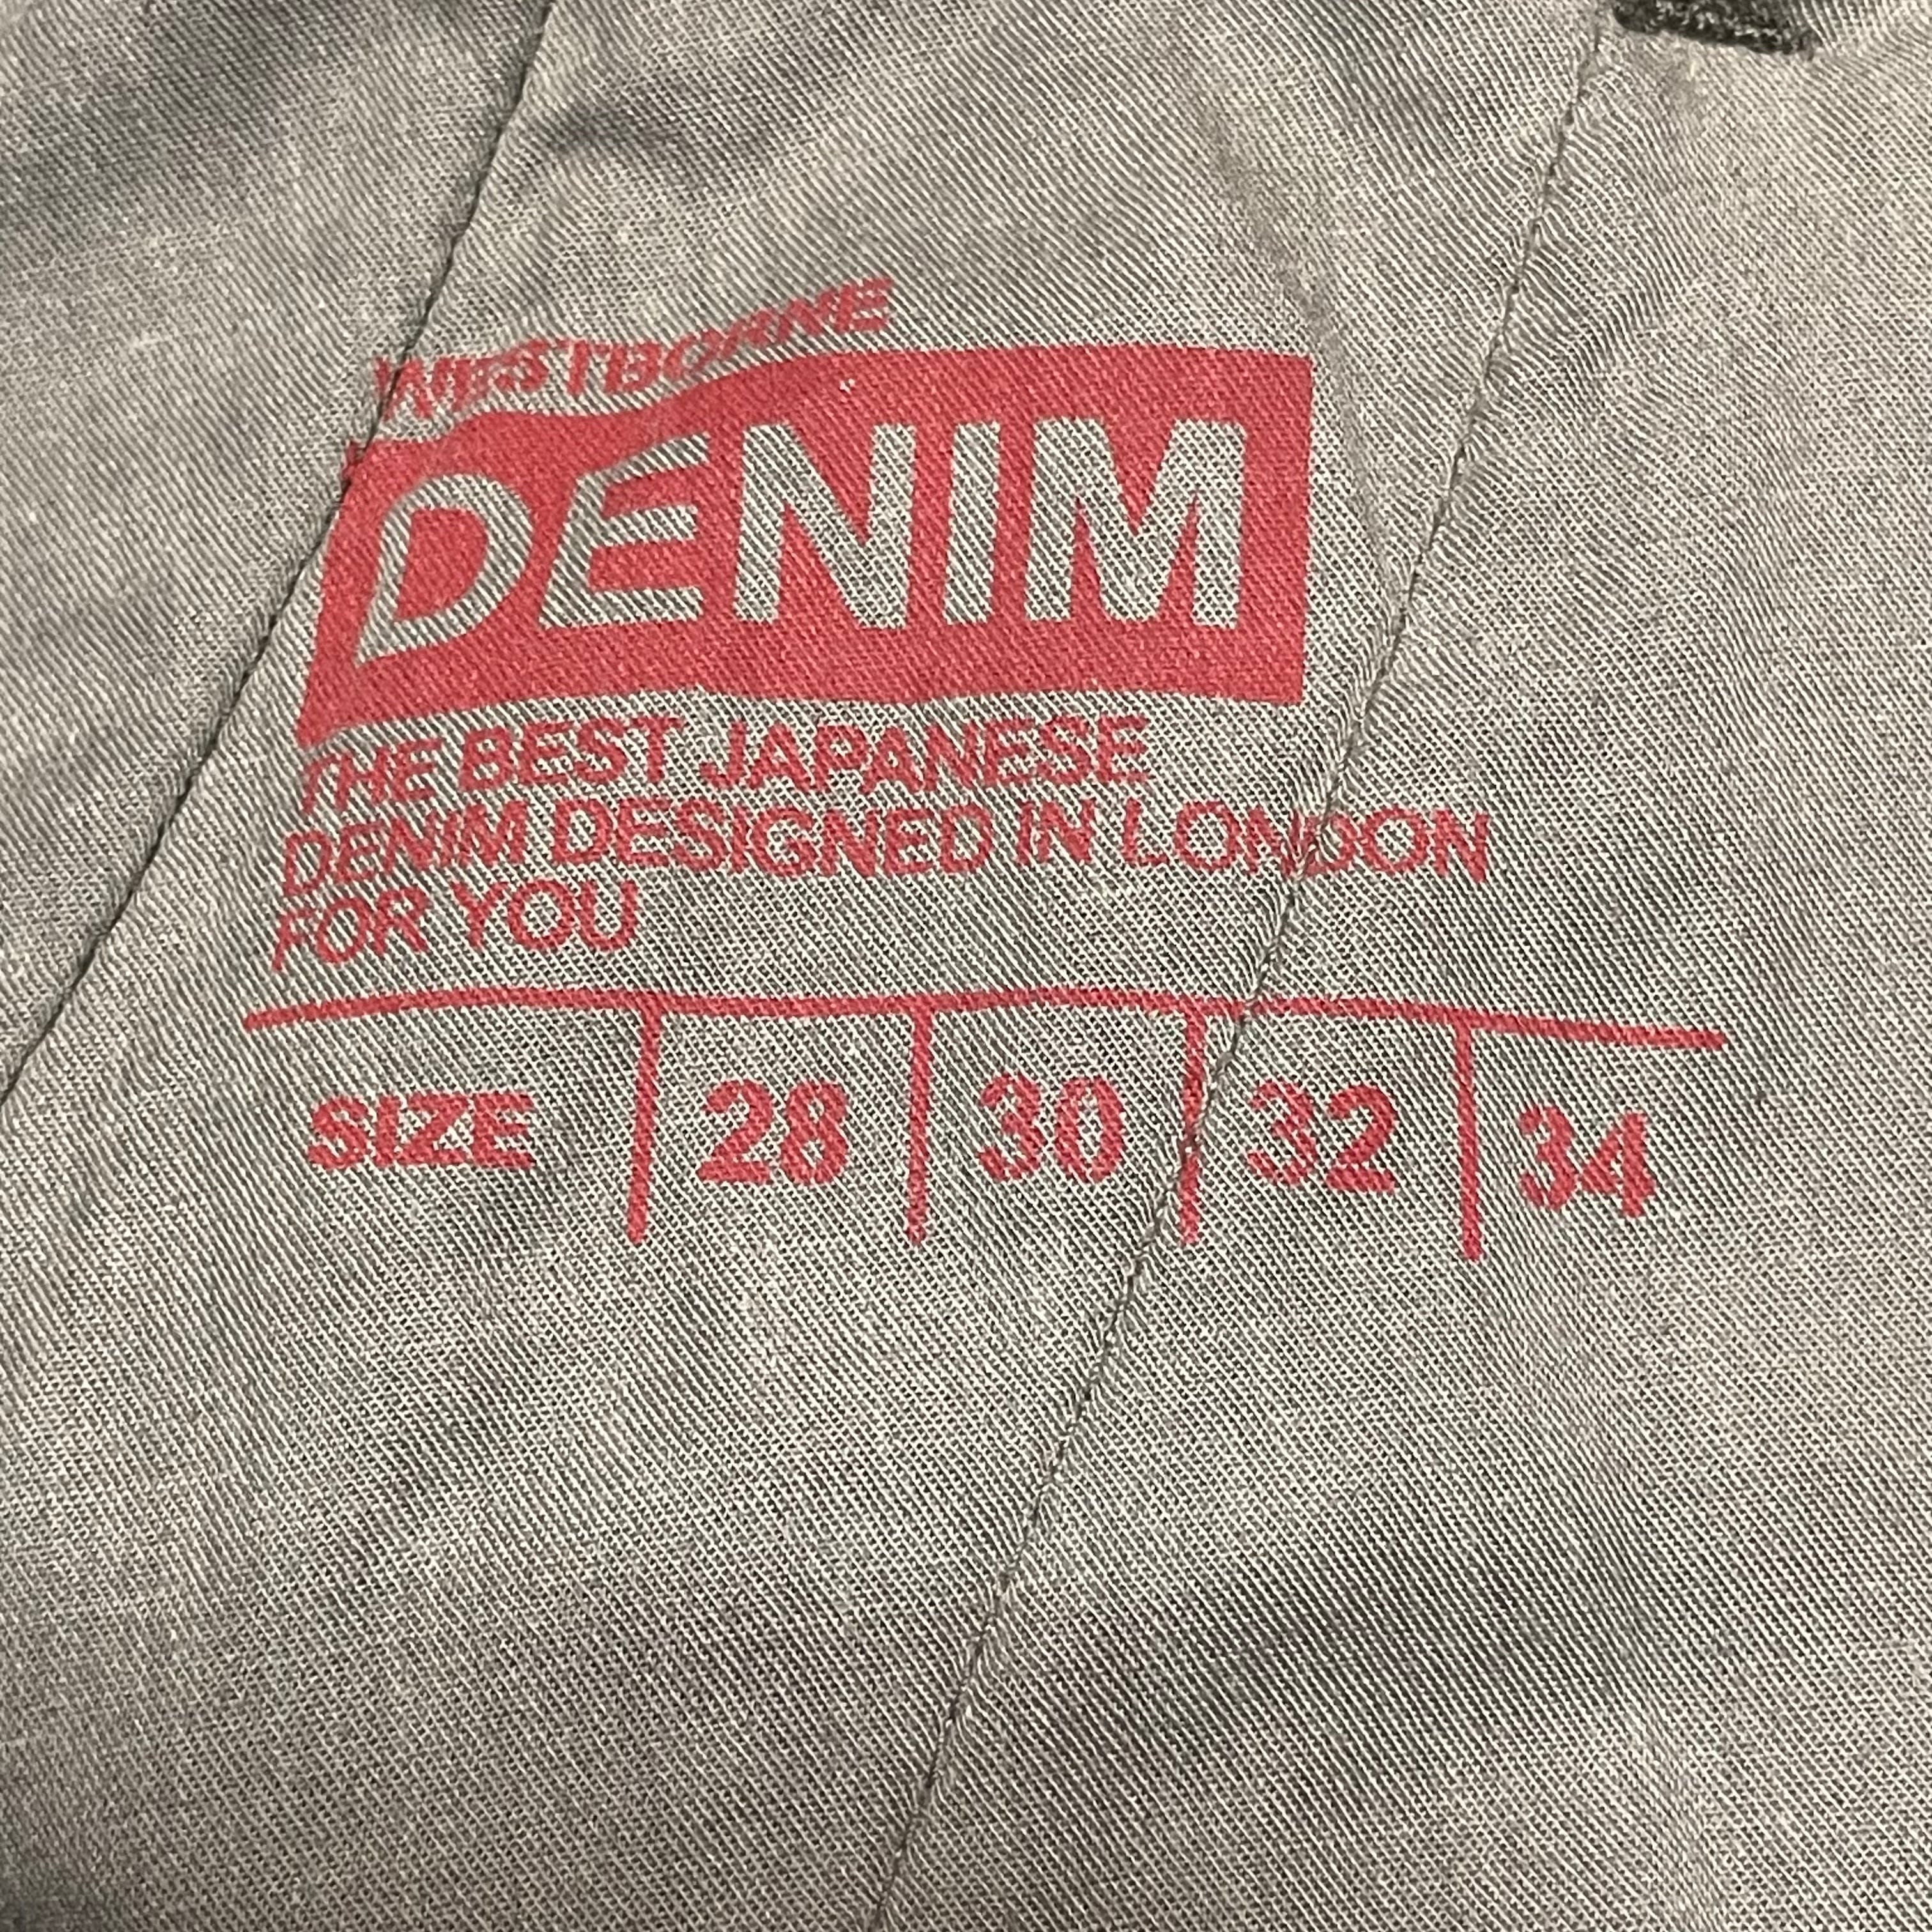 WESTBORNE
DENIM
THE BEST JAPANESE
DENIM DESIGNED IN LONDON
FOR YOU
SIZE 28 30 32 34